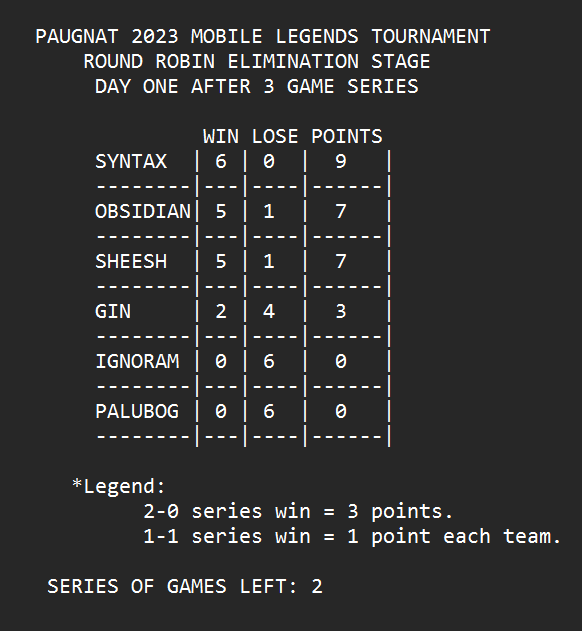 PAUGNAT 2023 MOBILE LEGENDS TOURNAMENT
ROUND ROBIN ELIMINATION STAGE
DAY ONE AFTER 3 GAME SERIES
WIN LOSE POINTS
SYNTAX | 6 | 0 | 9 |
--------|---|----|------|
OBSIDIAN| 5 | 1 | 7 |
--------|---|----|------|
SHEESH | 5 | 1 | 7 |
--------|---|----|------|
GIN | 2 | 4 | 3 |
--------|---|----|------|
IGNORAM | 0 | 6 | 0 |
--------|---|----|------|
PALUBOG | 0 | 6 | 0 |
--------|---|----|------|
*Legend:
2-0 series win = 3 points.
1-1 series win = 1 point each team.
SERIES OF GAMES LEFT: 2